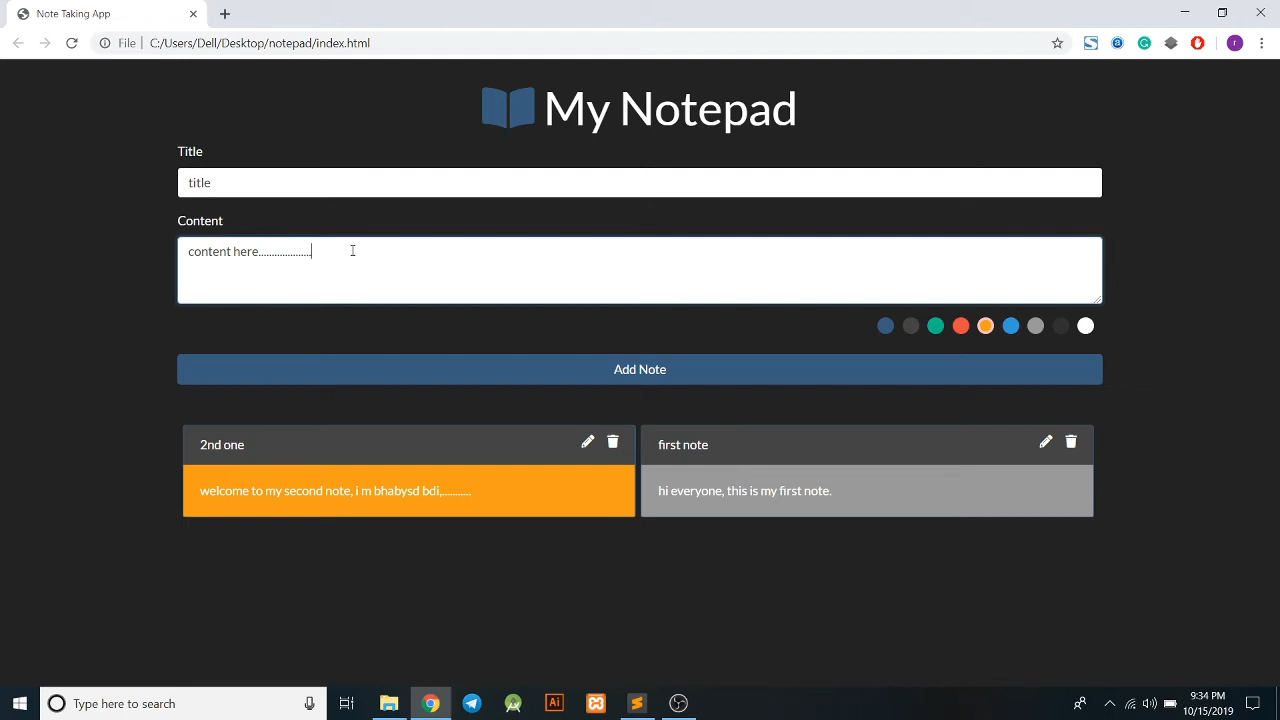 Note Taking App
File | C:/Users/Dell/Desktop/notepad/index.html
My Notepad
Title
title
Content
content here....................
Add Note
2nd one
first note
welcome to my second note, i m bhabysd bdi,...........
hi everyone, this is my first note.
Type here to search
Ai
9:34 PM
10/15/2019